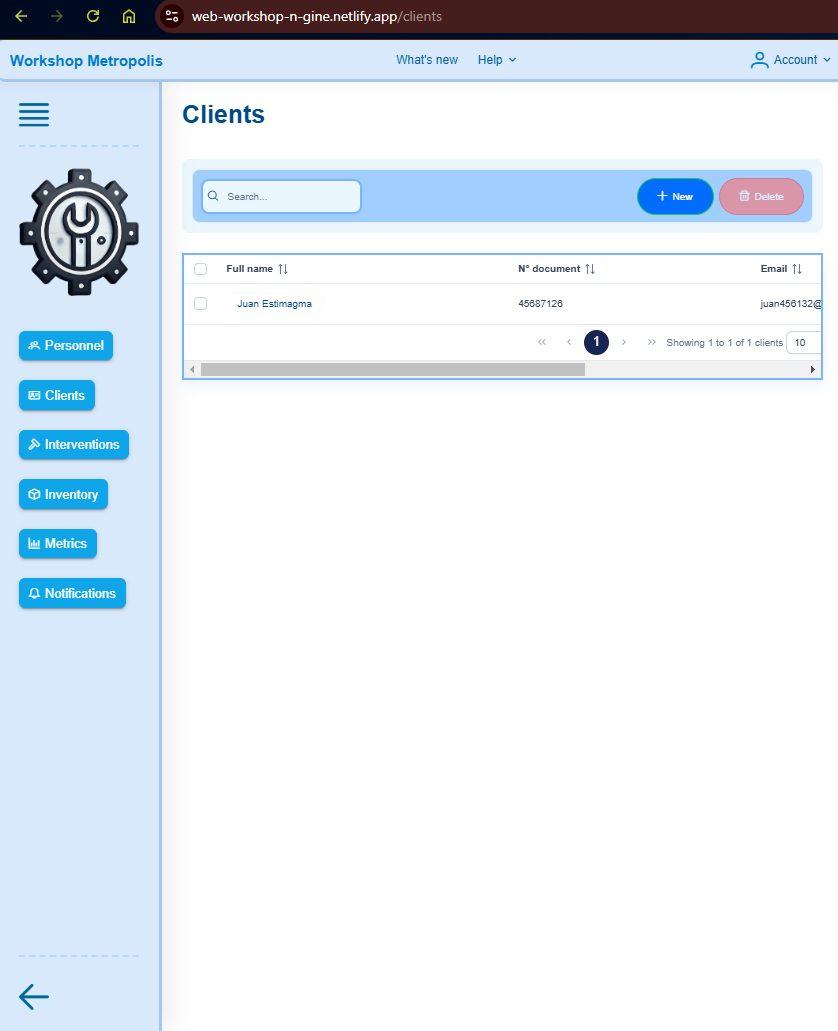 web-workshop-n-gine.netlify.app/clients
Workshop Metropolis What's new Help Account
Clients
Search... New Delete
Full name N° document Email
Juan Estimagma 45687126 juan456132@
1 Showing 1 to 1 of 1 clients 10
Personnel
Clients
Interventions
Inventory
Metrics
Notifications